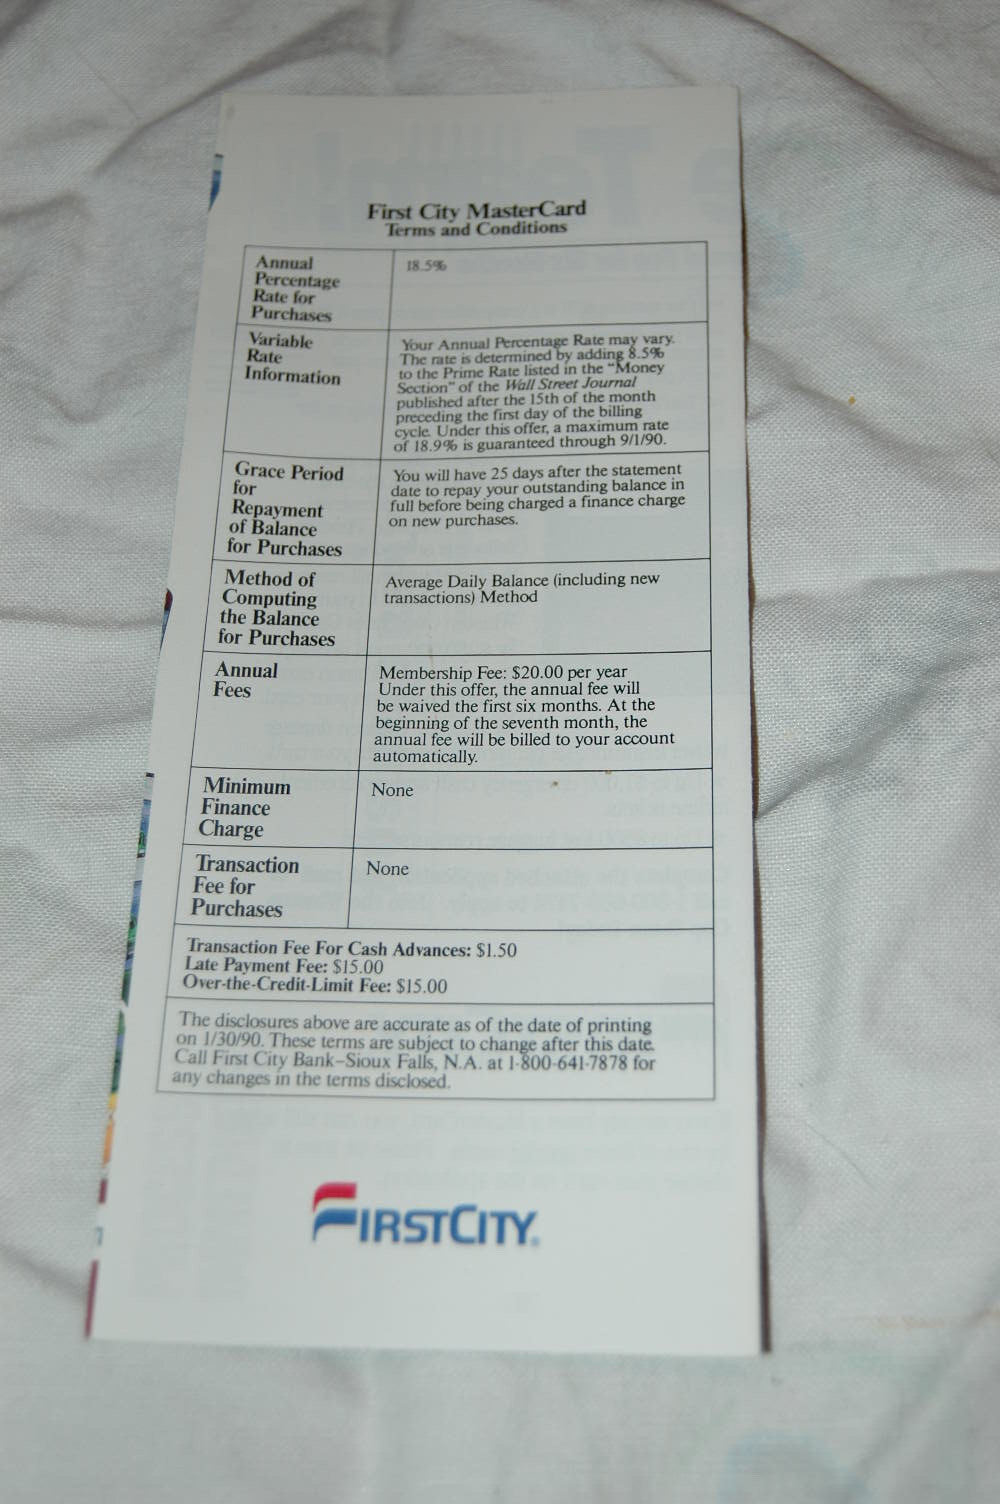 First City MasterCard
Terms and Conditions
Annual
Percentage
Rate for
Purchases
18.5%
Variable
Rate
Information
Your Annual Percentage Rate may vary.
The rate is determined by adding 8.5%
to the Prime Rate listed in the "Money
Section" of the Wall Street Journal
published after the 15th of the month
preceding the first day of the billing
cycle. Under this offer, a maximum rate
of 18.9% is guaranteed through 9/1/90.
Grace Period
for
Repayment
of Balance
for Purchases
You will have 25 days after the statement
date to repay your outstanding balance in
full before being charged a finance charge
on new purchases.
Method of
Computing
the Balance
for Purchases
Average Daily Balance (including new
transactions) Method
Annual
Fees
Membership Fee: $20.00 per year
Under this offer, the annual fee will
be waived the first six months. At the
beginning of the seventh month, the
annual fee will be billed to your account
automatically.
Minimum
Finance
Charge
None
Transaction
Fee for
Purchases
None
Transaction Fee For Cash Advances: $1.50
Late Payment Fee: $15.00
Over-the-Credit-Limit Fee: $15.00
The disclosures above are accurate as of the date of printing
on 1/30/90. These terms are subject to change after this date.
Call First City Bank–Sioux Falls, N.A. at 1-800-641-7878 for
any changes in the terms disclosed.
FIRSTCITY.